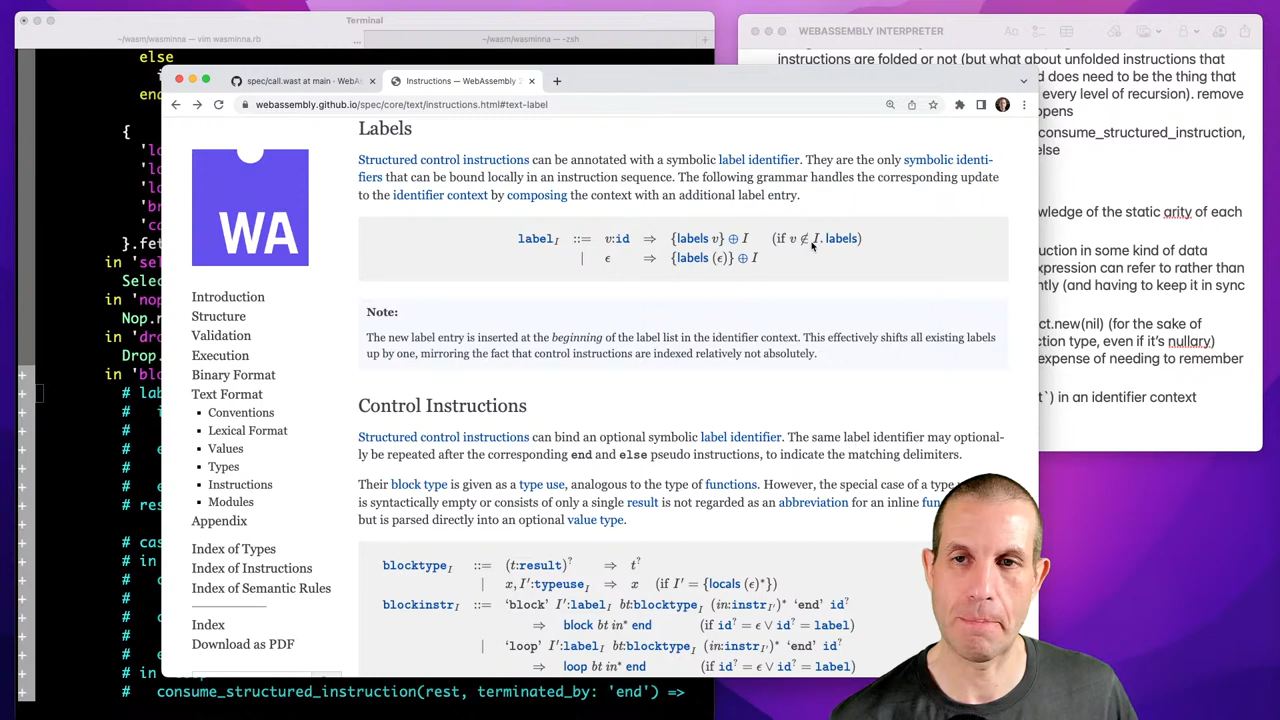 Terminal
~/wasm/wasminna — vim wasminna.rb
...
~/wasm/wasminna — -zsh
+
else
{
}.fet
in 'sel
Selec
in 'nop
Nop.n
in 'dro
Drop.
in 'blo
# lab
# i
#
# e
#
# e
# res
# cas
# in
# c
#
# c
#
# in
# consume_structured_instruction(rest, terminated_by: 'end') =>
WEBASSEMBLY INTERPRETER
Aa
instructions are folded or not (but what about unfolded instructions that
d does need to be the thing that
every level of recursion). remove
consume_structured_instruction,
else
wledge of the static arity of each
uction in some kind of data
expression can refer to rather than
ntly (and having to keep it in sync
ct.new(nil) (for the sake of
ction type, even if it's nullary)
expense of needing to remember
t`) in an identifier context
spec/call.wast at main · WebAs
Instructions — WebAssembly 2
webassembly.github.io/spec/core/text/instructions.html#text-label
WA
Introduction
Structure
Validation
Execution
Binary Format
Text Format
Conventions
Lexical Format
Values
Types
Instructions
Modules
Appendix
Index of Types
Index of Instructions
Index of Semantic Rules
Index
Download as PDF
Labels
Structured control instructions can be annotated with a symbolic label identifier. They are the only symbolic identi-
fiers that can be bound locally in an instruction sequence. The following grammar handles the corresponding update
to the identifier context by composing the context with an additional label entry.
label_I ::= v:id ⇒ {labels v} ⊕ I (if v ∉ I.labels)
| ϵ ⇒ {labels (ϵ)} ⊕ I
Note:
The new label entry is inserted at the beginning of the label list in the identifier context. This effectively shifts all existing labels
up by one, mirroring the fact that control instructions are indexed relatively not absolutely.
Control Instructions
Structured control instructions can bind an optional symbolic label identifier. The same label identifier may optional-
ly be repeated after the corresponding end and else pseudo instructions, to indicate the matching delimiters.
Their block type is given as a type use, analogous to the type of functions. However, the special case of a type
is syntactically empty or consists of only a single result is not regarded as an abbreviation for an inline fun
but is parsed directly into an optional value type.
blocktype_I ::= (t:result)? ⇒ t?
| x, I′:typeuse_I ⇒ x (if I′ = {locals (ϵ)*})
blockinstr_I ::= ‘block’ I′:label_I bt:blocktype_I (in:instr_I′)* ‘end’ id?
⇒ block bt in* end (if id? = ϵ ∨ id? = label)
| ‘loop’ I′:label_I bt:blocktype_I (in:instr_I′)* ‘end’ id?
⇒ loop bt in* end (if id? = ϵ ∨ id? = label)